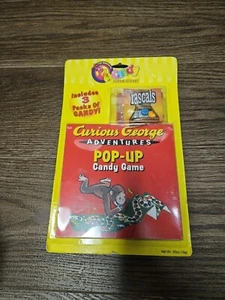 Includes
3
Packs Of
CANDY!
rascals
Curious George
ADVENTURES
POP-UP
Candy Game